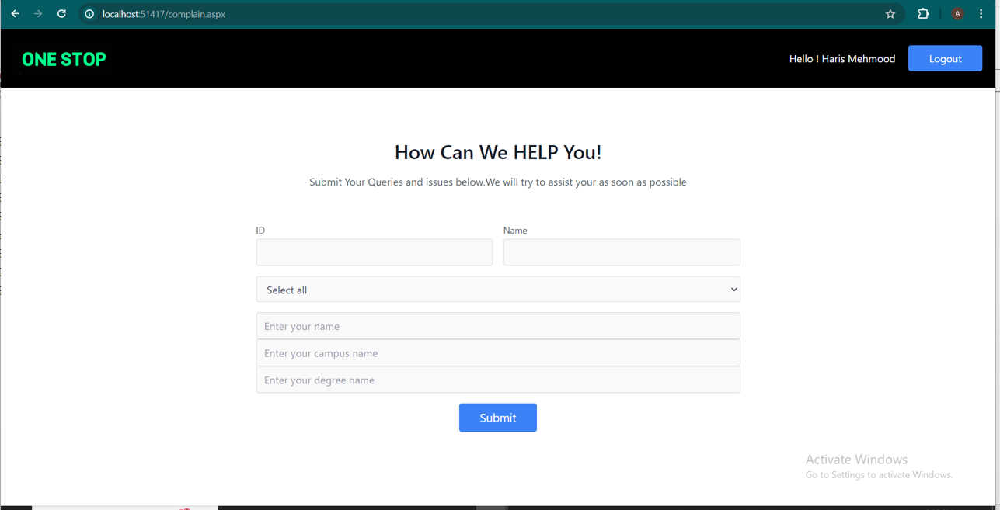 localhost:51417/complain.aspx
A
ONE STOP
Hello ! Haris Mehmood
Logout
How Can We HELP You!
Submit Your Queries and issues below.We will try to assist your as soon as possible
ID
Name
Select all
Enter your name
Enter your campus name
Enter your degree name
Submit
Activate Windows
Go to Settings to activate Windows.